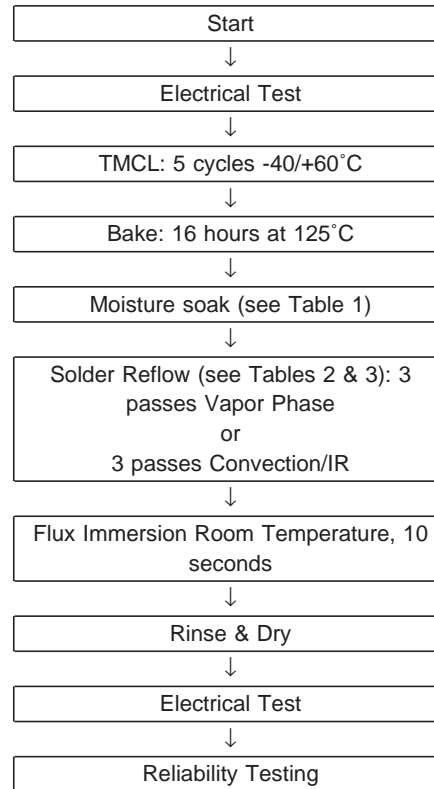 Start
↓
Electrical Test
↓
TMCL: 5 cycles -40/+60˚C
↓
Bake: 16 hours at 125˚C
↓
Moisture soak (see Table 1)
↓
Solder Reflow (see Tables 2 & 3): 3
passes Vapor Phase
or
3 passes Convection/IR
↓
Flux Immersion Room Temperature, 10
seconds
↓
Rinse & Dry
↓
Electrical Test
↓
Reliability Testing